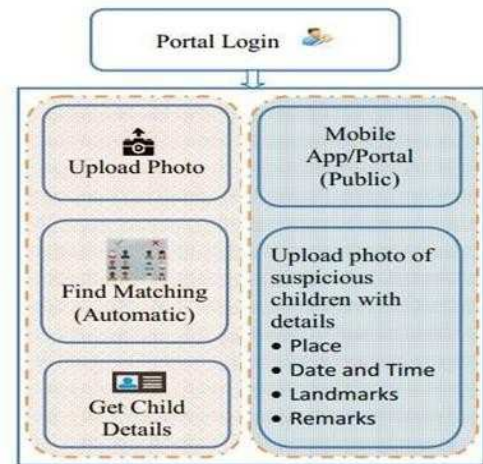 Portal Login
Upload Photo
Find Matching
(Automatic)
Get Child
Details
Mobile
App/Portal
(Public)
Upload photo of
suspicious
children with
details
• Place
• Date and Time
• Landmarks
• Remarks